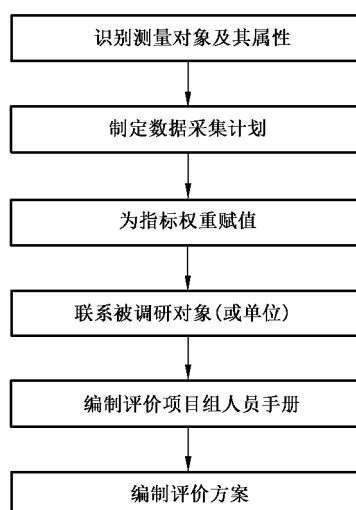 识别测量对象及其属性
制定数据采集计划
为指标权重赋值
联系被调研对象(或单位)
编制评价项目组人员手册
编制评价方案